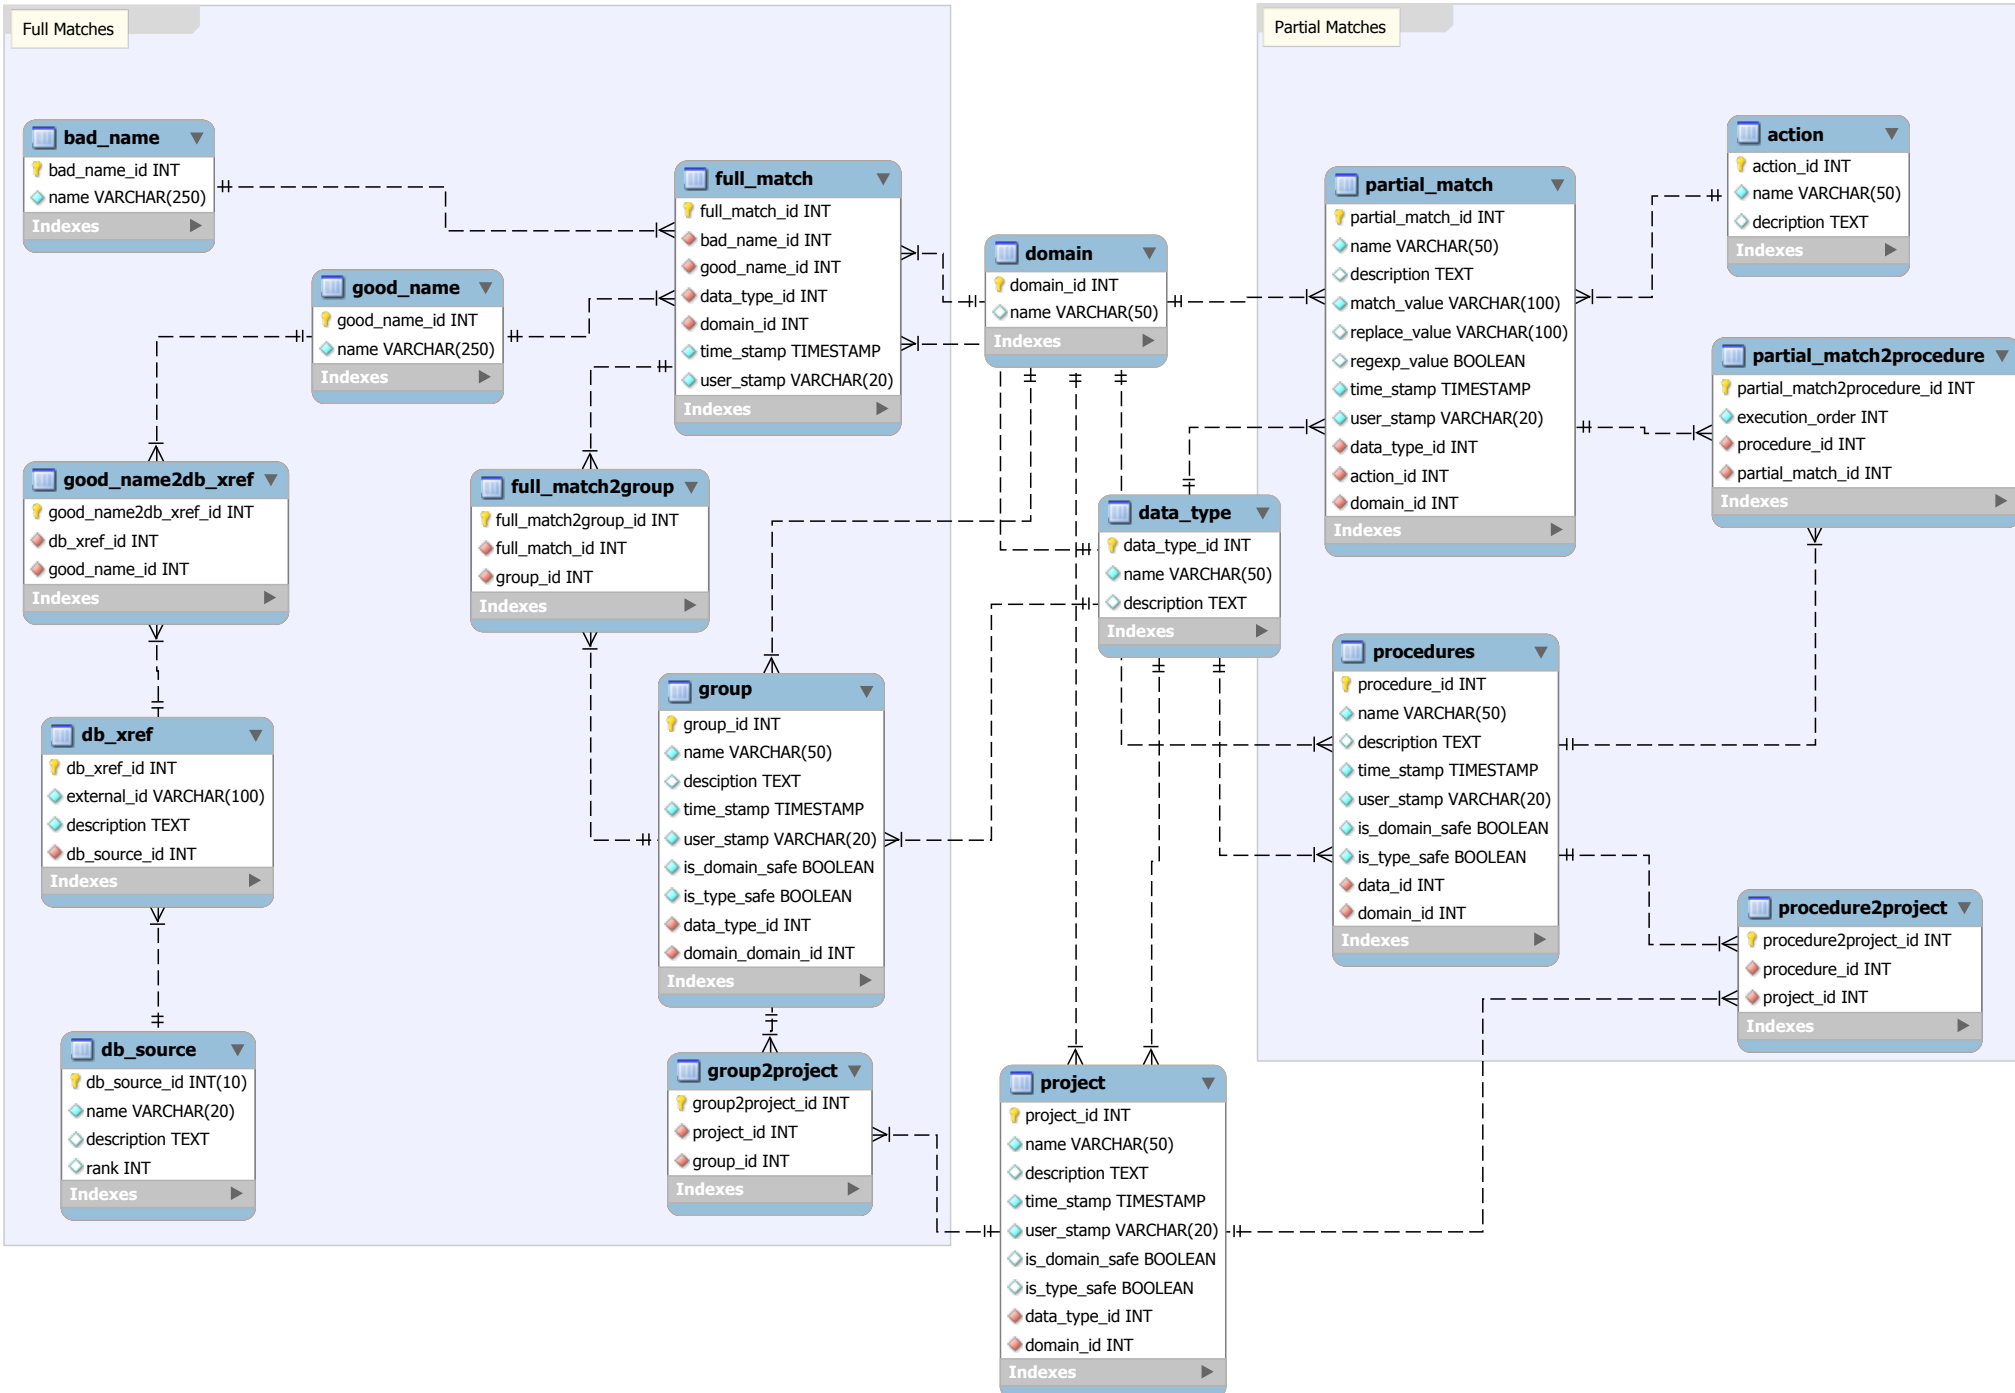 Full Matches
bad_name
bad_name_id INT
name VARCHAR(250)
Indexes
good_name
good_name_id INT
name VARCHAR(250)
Indexes
full_match
full_match_id INT
bad_name_id INT
good_name_id INT
data_type_id INT
domain_id INT
time_stamp TIMESTAMP
user_stamp VARCHAR(20)
Indexes
good_name2db_xref
good_name2db_xref_id INT
db_xref_id INT
good_name_id INT
Indexes
full_match2group
full_match2group_id INT
full_match_id INT
group_id INT
Indexes
db_xref
db_xref_id INT
external_id VARCHAR(100)
description TEXT
db_source_id INT
Indexes
group
group_id INT
name VARCHAR(50)
desciption TEXT
time_stamp TIMESTAMP
user_stamp VARCHAR(20)
is_domain_safe BOOLEAN
is_type_safe BOOLEAN
data_type_id INT
domain_domain_id INT
Indexes
db_source
db_source_id INT(10)
name VARCHAR(20)
description TEXT
rank INT
Indexes
group2project
group2project_id INT
project_id INT
group_id INT
Indexes
domain
domain_id INT
name VARCHAR(50)
Indexes
data_type
data_type_id INT
name VARCHAR(50)
description TEXT
Indexes
project
project_id INT
name VARCHAR(50)
description TEXT
time_stamp TIMESTAMP
user_stamp VARCHAR(20)
is_domain_safe BOOLEAN
is_type_safe BOOLEAN
data_type_id INT
domain_id INT
Indexes
Partial Matches
partial_match
partial_match_id INT
name VARCHAR(50)
description TEXT
match_value VARCHAR(100)
replace_value VARCHAR(100)
regexp_value BOOLEAN
time_stamp TIMESTAMP
user_stamp VARCHAR(20)
data_type_id INT
action_id INT
domain_id INT
Indexes
action
action_id INT
name VARCHAR(50)
decription TEXT
Indexes
partial_match2procedure
partial_match2procedure_id INT
execution_order INT
procedure_id INT
partial_match_id INT
Indexes
procedures
procedure_id INT
name VARCHAR(50)
description TEXT
time_stamp TIMESTAMP
user_stamp VARCHAR(20)
is_domain_safe BOOLEAN
is_type_safe BOOLEAN
data_id INT
domain_id INT
Indexes
procedure2project
procedure2project_id INT
procedure_id INT
project_id INT
Indexes